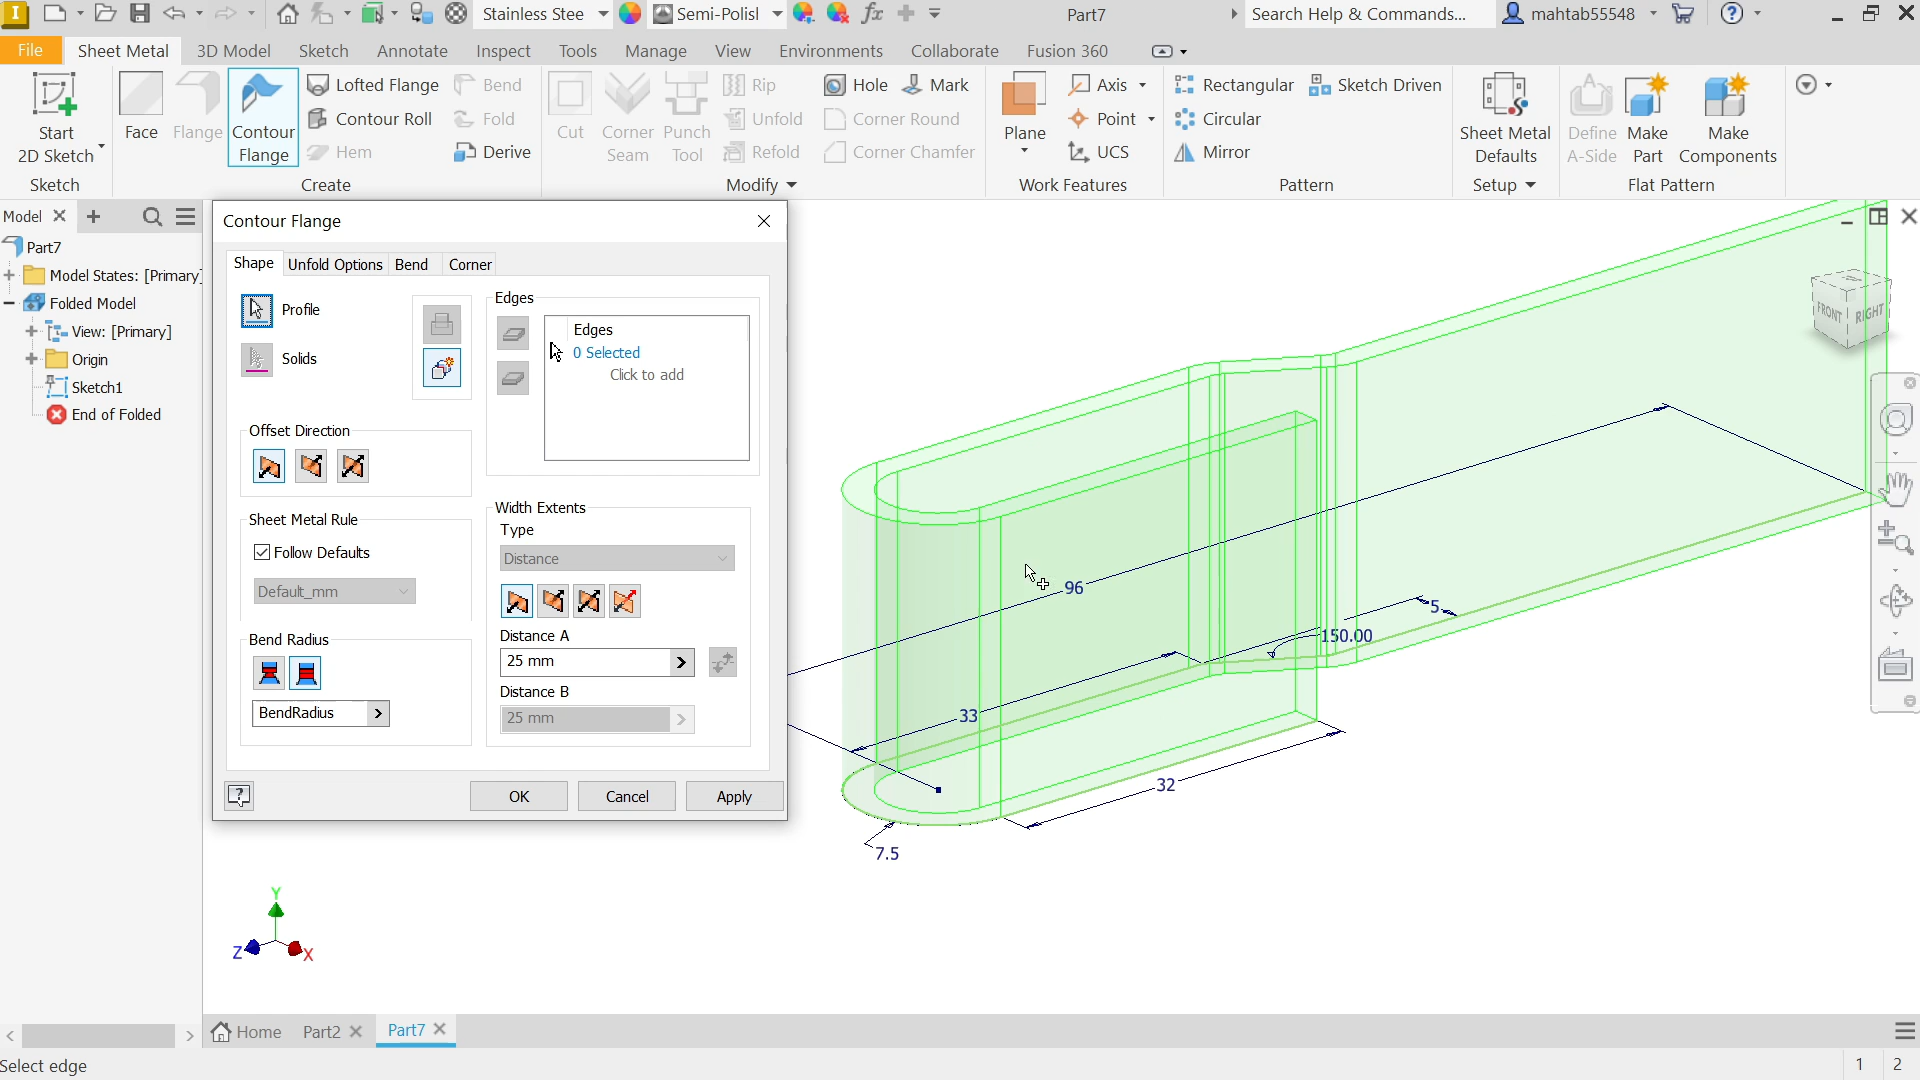 Stainless Stee
Semi-Polisl
Part7
Search Help & Commands...
mahtab55548
File
Sheet Metal
3D Model
Sketch
Annotate
Inspect
Tools
Manage
View
Environments
Collaborate
Fusion 360
Start
2D Sketch
Sketch
Face
Flange
Contour
Flange
Lofted Flange
Contour Roll
Hem
Bend
Fold
Derive
Create
Cut
Corner
Seam
Punch
Tool
Rip
Unfold
Refold
Hole
Mark
Corner Round
Corner Chamfer
Modify
Plane
Axis
Point
UCS
Work Features
Rectangular
Sketch Driven
Circular
Mirror
Pattern
Sheet Metal
Defaults
Setup
Define
A-Side
Make
Part
Make
Components
Flat Pattern
Model
Part7
Model States: [Primary]
Folded Model
View: [Primary]
Origin
Sketch1
End of Folded
Contour Flange
Shape
Unfold Options
Bend
Corner
Profile
Solids
Edges
Edges
0 Selected
Click to add
Offset Direction
Sheet Metal Rule
Follow Defaults
Default_mm
Bend Radius
BendRadius
Width Extents
Type
Distance
Distance A
25 mm
Distance B
25 mm
OK
Cancel
Apply
FRONT
RIGHT
96
5
150.00
33
32
7.5
Y
Z
X
Home
Part2
Part7
Select edge
1
2